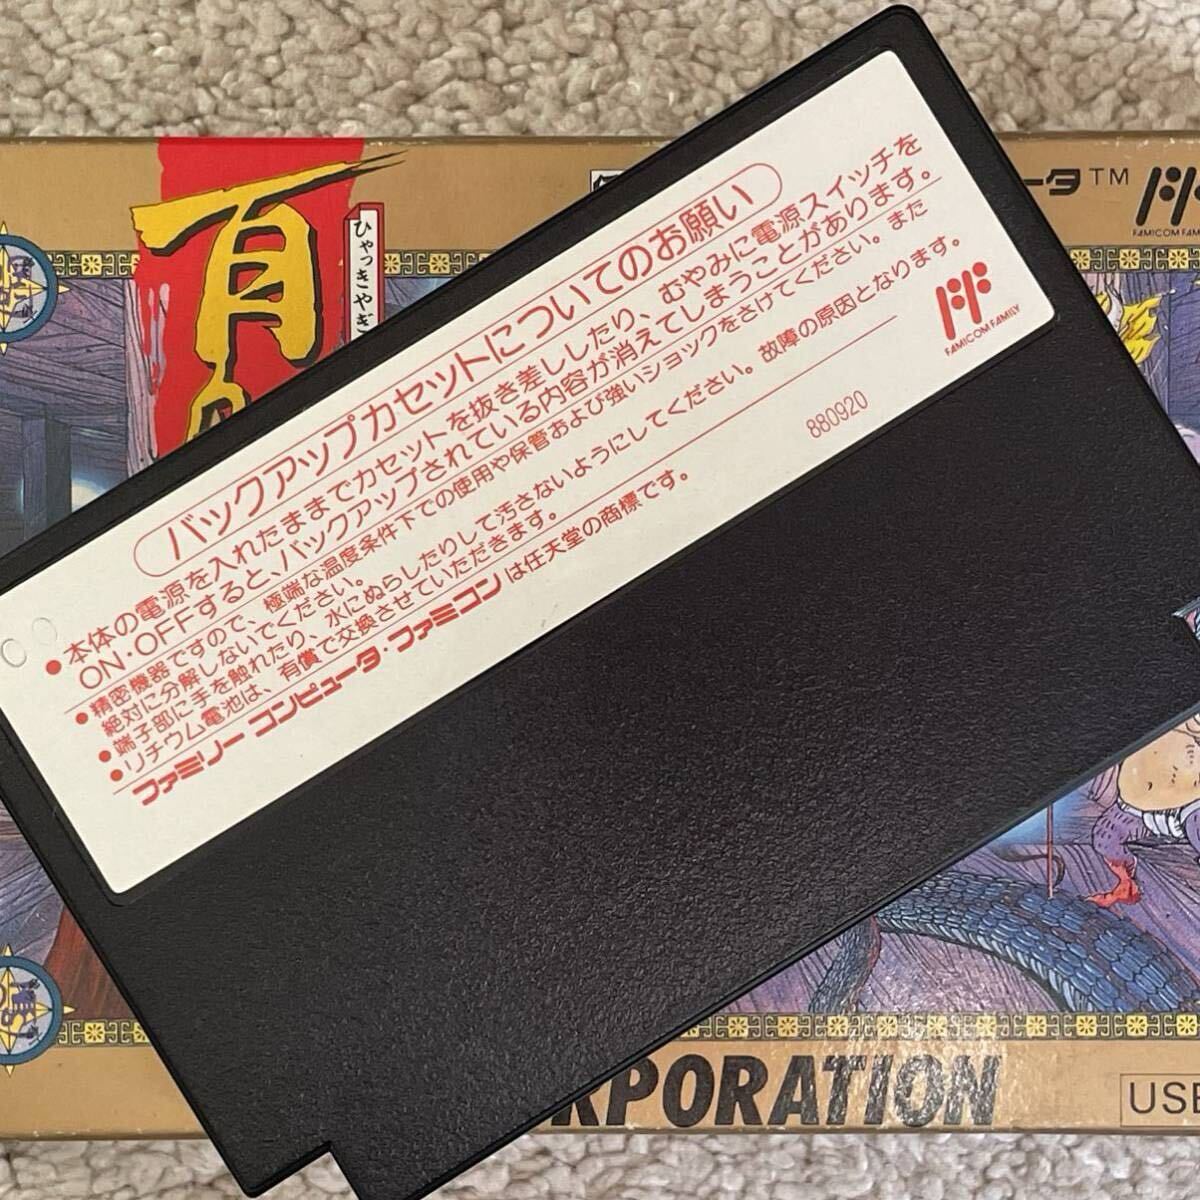 バックアップカセットについてのお願い
●本体の電源を入れたままでカセットを抜き差ししたり、むやみに電源スイッチを
ON・OFFすると、バックアップされている内容が消えてしまうことがあります。
●精密機器ですので、極端な温度条件下での使用や保管および強いショックをさけてください。また
絶対に分解しないでください。
●端子部に手を触れたり、水にぬらしたりして汚さないようにしてください。故障の原因となります。
●リチウム電池は、有償で交換させていただきます。
ファミリーコンピュータ・ファミコンは任天堂の商標です。
880920
FAMICOM FAMILY
百
ひゃっきやぎ
ータ™
FAMICOM FAM
RPORATION
USE